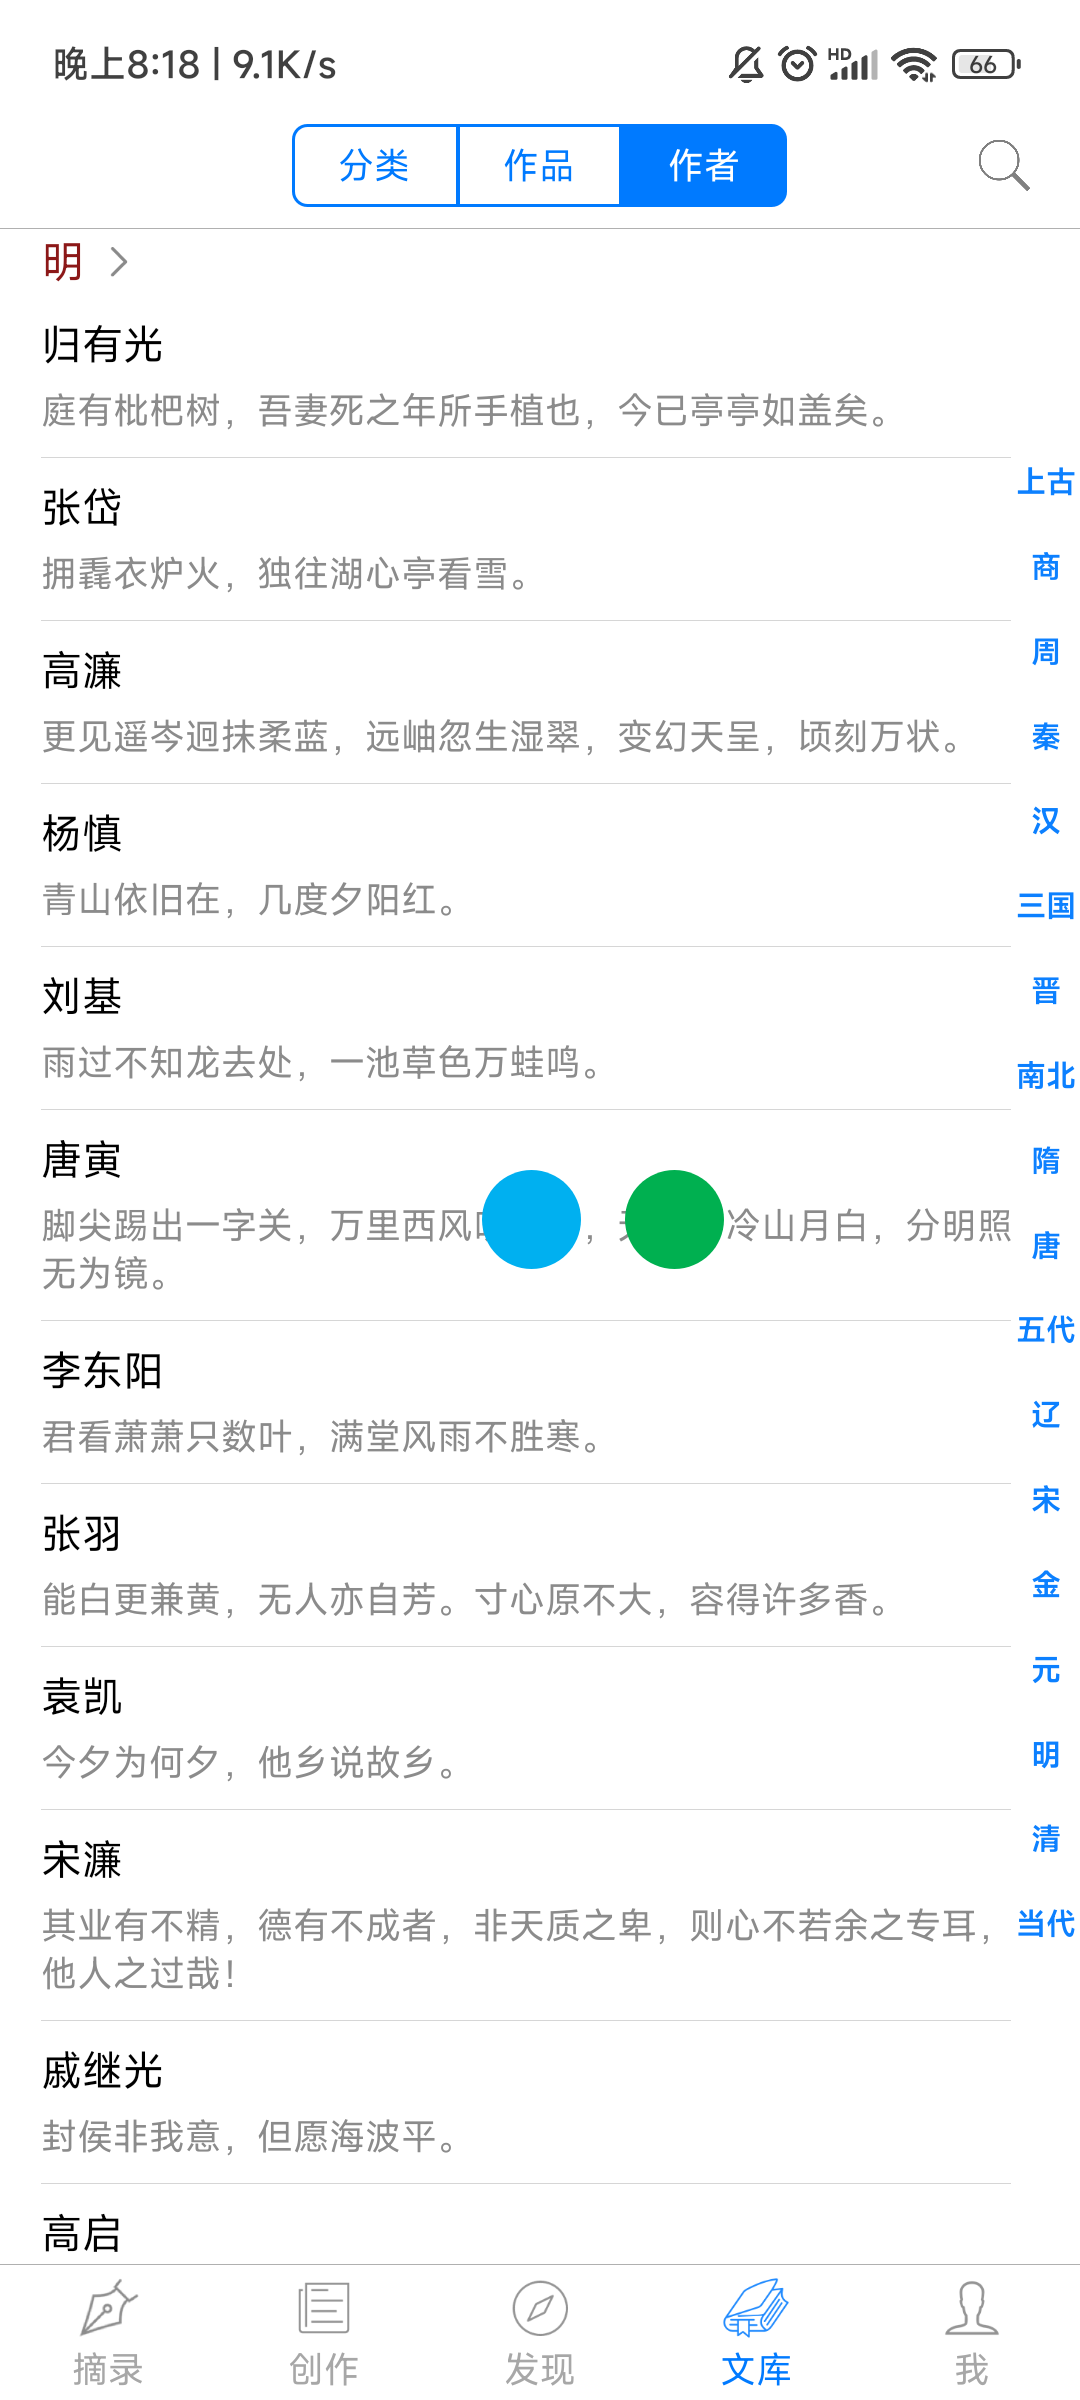 晚上8:18 | 9.1K/s
HD
66
分类
作品
作者
明
归有光
庭有枇杷树，吾妻死之年所手植也，今已亭亭如盖矣。
张岱
拥毳衣炉火，独往湖心亭看雪。
高濂
更见遥岑迥抹柔蓝，远岫忽生湿翠，变幻天呈，顷刻万状。
杨慎
青山依旧在，几度夕阳红。
刘基
雨过不知龙去处，一池草色万蛙鸣。
唐寅
脚尖踢出一字关，万里西风，冷山月白，分明照
无为镜。
李东阳
君看萧萧只数叶，满堂风雨不胜寒。
张羽
能白更兼黄，无人亦自芳。寸心原不大，容得许多香。
袁凯
今夕为何夕，他乡说故乡。
宋濂
其业有不精，德有不成者，非天质之卑，则心不若余之专耳，
他人之过哉！
戚继光
封侯非我意，但愿海波平。
高启
上古
商
周
秦
汉
三国
晋
南北
隋
唐
五代
辽
宋
金
元
明
清
当代
摘录
创作
发现
文库
我